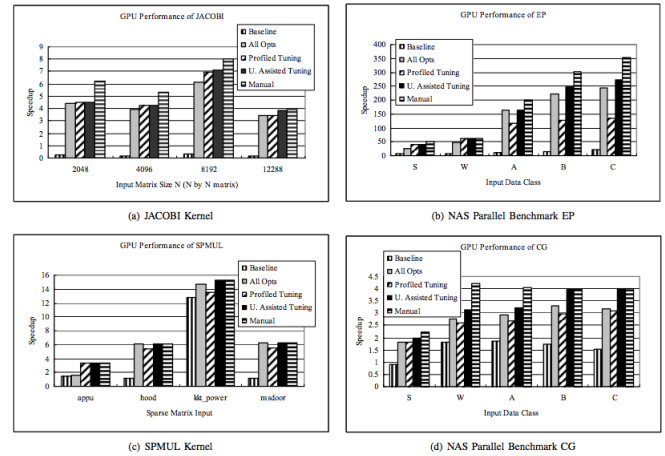 GPU Performance of JACOBI
Baseline
All Opts
Profiled Tuning
U. Assisted Tuning
Manual
Speedup
9
8
7
6
5
4
3
2
1
0
2048 4096 8192 12288
Input Matrix Size N (N by N matrix)
(a) JACOBI Kernel
GPU Performance of EP
Baseline
All Opts
Profiled Tuning
U. Assisted Tuning
Manual
Speedup
400
350
300
250
200
150
100
50
0
S W A B C
Input Data Class
(b) NAS Parallel Benchmark EP
GPU Performance of SPMUL
Baseline
All Opts
Profiled Tuning
U. Assisted Tuning
Manual
Speedup
16
14
12
10
8
6
4
2
0
appu hood kkt_power msdoor
Sparse Matrix Input
(c) SPMUL Kernel
GPU Performance of CG
Baseline
All Opts
Profiled Tuning
U. Assisted Tuning
Manual
Speedup
4.5
4
3.5
3
2.5
2
1.5
1
0.5
0
S W A B C
Input Data Class
(d) NAS Parallel Benchmark CG